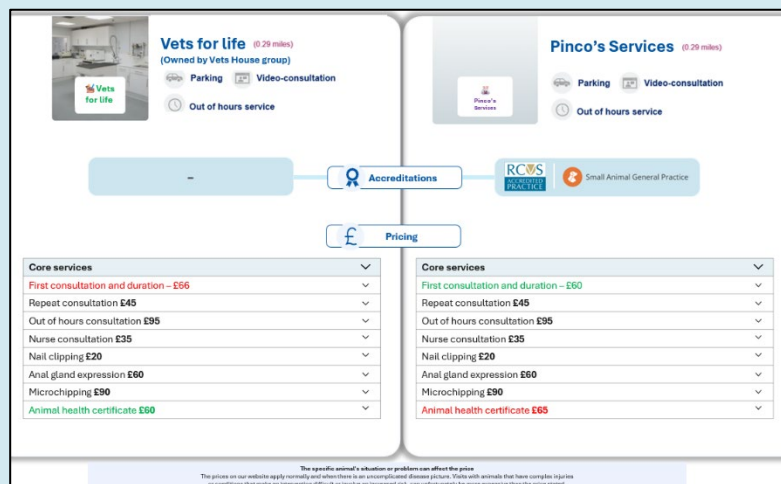 Vets for life (0.29 miles)
(Owned by Vets House group)
Parking Video-consultation
Out of hours service
Vets
for life
Pinco's Services (0.29 miles)
Parking Video-consultation
Out of hours service
Pinco's
Services
–
Accreditations
RCVS
ACCREDITED
PRACTICE
Small Animal General Practice
£ Pricing
Core services
First consultation and duration – £66
Repeat consultation £45
Out of hours consultation £95
Nurse consultation £35
Nail clipping £20
Anal gland expression £60
Microchipping £90
Animal health certificate £60
Core services
First consultation and duration – £60
Repeat consultation £45
Out of hours consultation £95
Nurse consultation £35
Nail clipping £20
Anal gland expression £60
Microchipping £90
Animal health certificate £65
The specific animal's situation or problem can affect the price
The prices on our website apply normally and when there is an uncomplicated disease picture. Visits with animals that have complex injuries